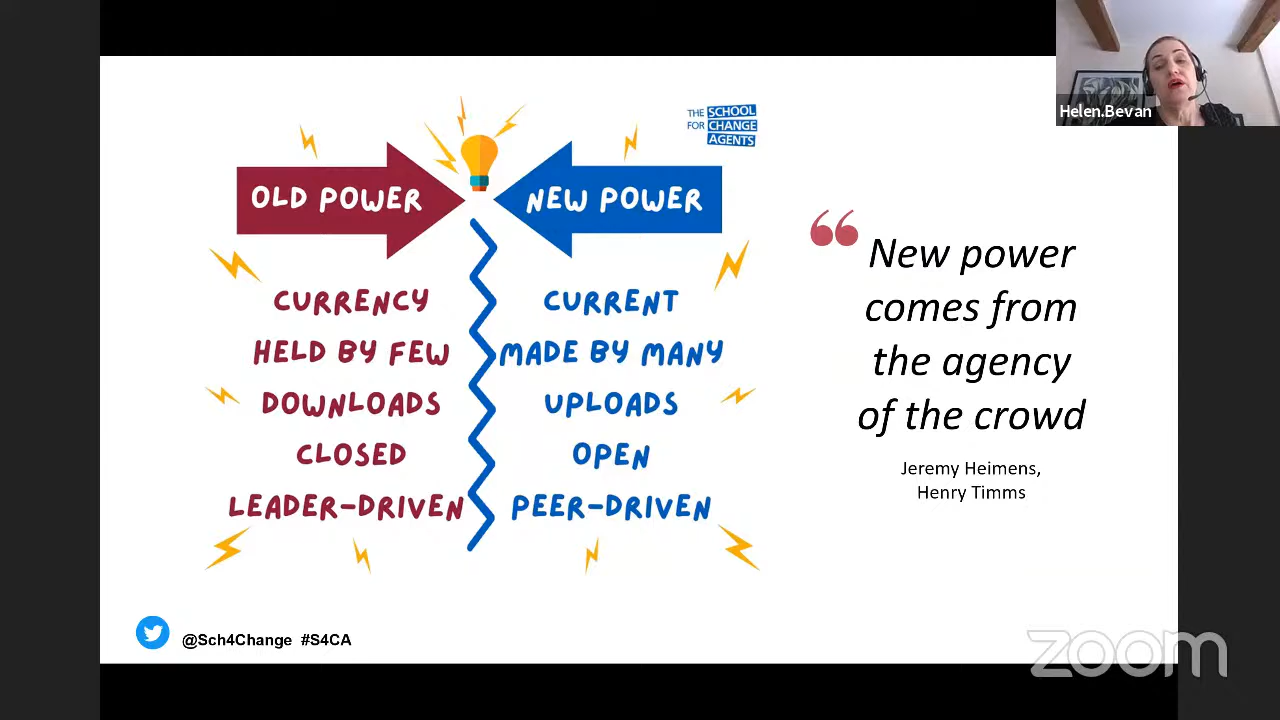 Helen.Bevan
THE SCHOOL
FOR CHANGE
AGENTS
OLD POWER
NEW POWER
CURRENCY
CURRENT
HELD BY FEW
MADE BY MANY
DOWNLOADS
UPLOADS
CLOSED
OPEN
LEADER-DRIVEN
PEER-DRIVEN
“
New power
comes from
the agency
of the crowd
Jeremy Heimens,
Henry Timms
@Sch4Change #S4CA
zoom